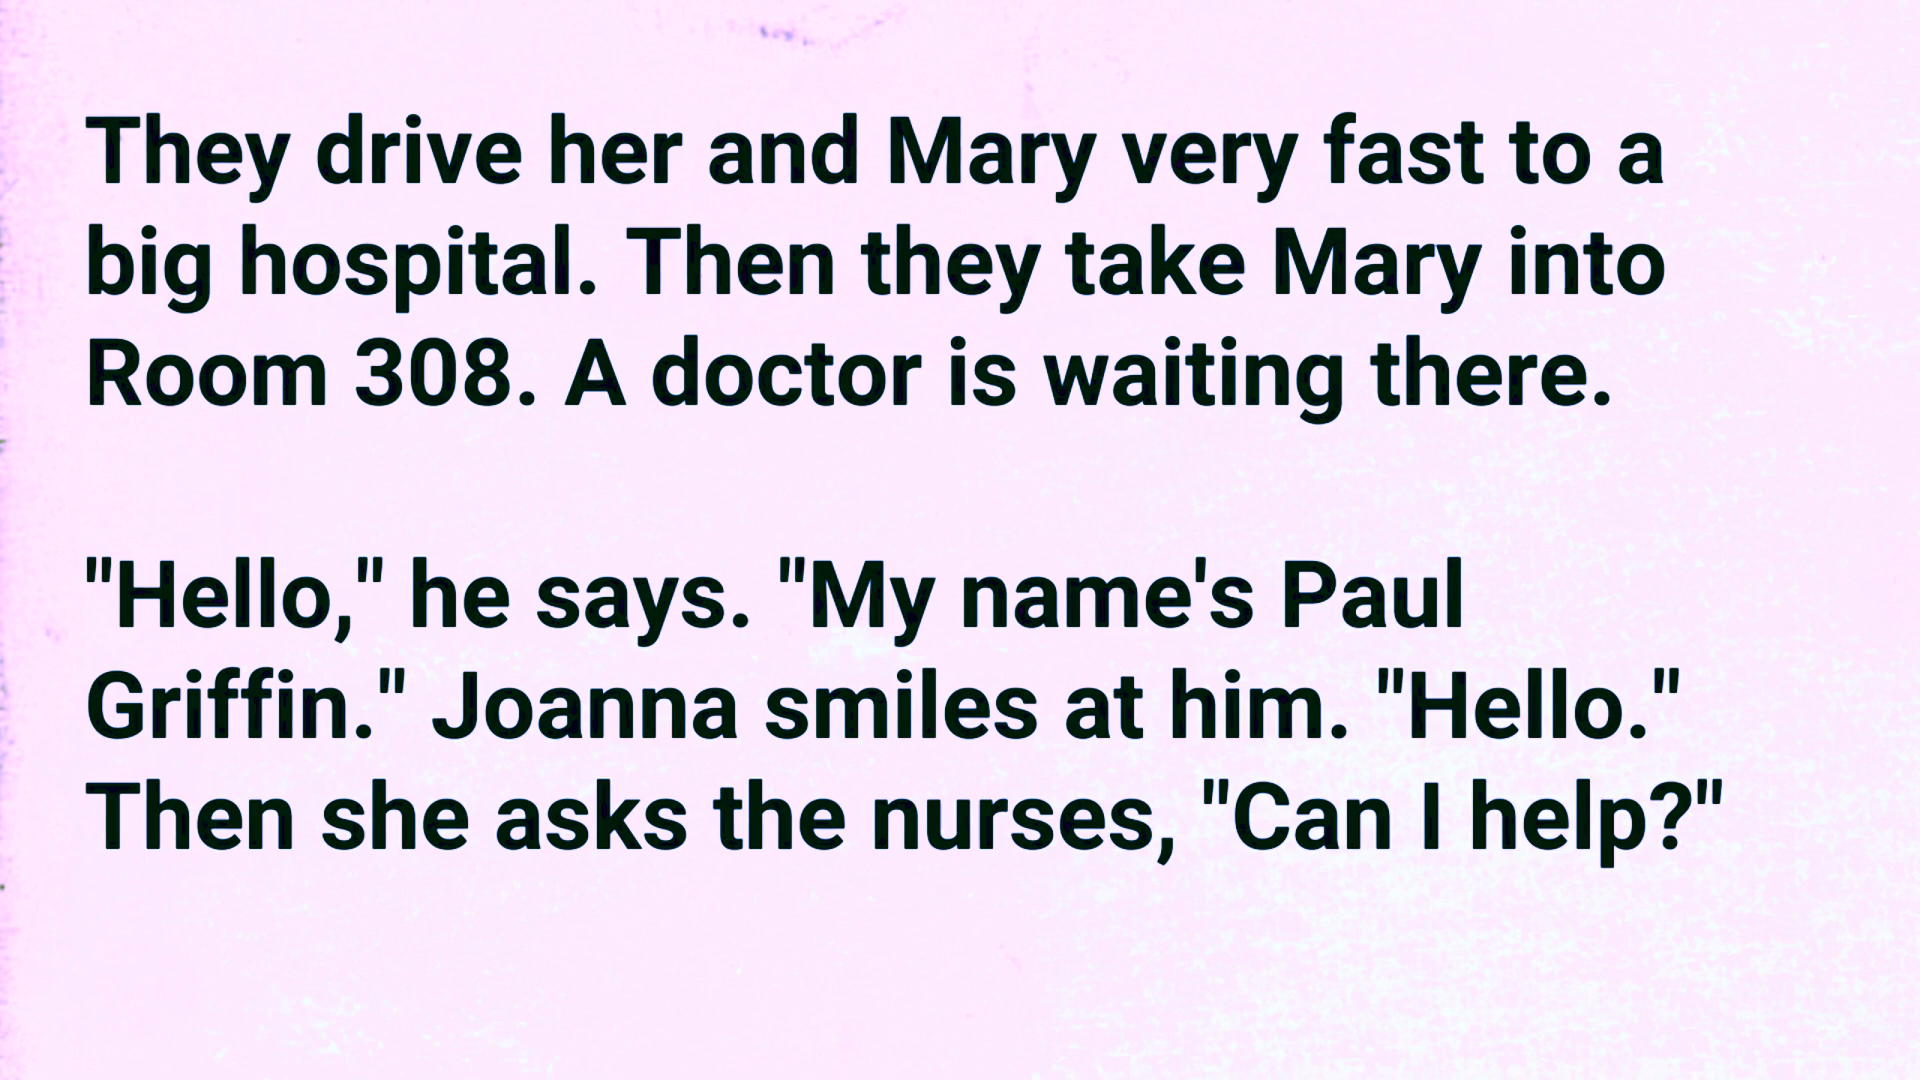 They drive her and Mary very fast to a
big hospital. Then they take Mary into
Room 308. A doctor is waiting there.
"Hello," he says. "My name's Paul
Griffin." Joanna smiles at him. "Hello."
Then she asks the nurses, "Can I help?"